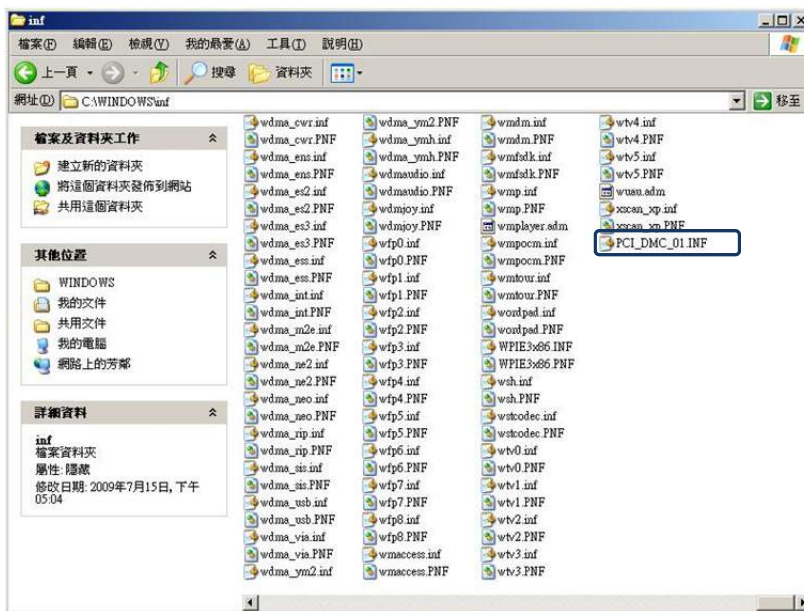 inf
檔案(F) 編輯(E) 檢視(V) 我的最愛(A) 工具(T) 說明(H)
上一頁 搜尋 資料夾
網址(D) C:\WINDOWS\inf 移至
檔案及資料夾工作
建立新的資料夾
將這個資料夾發佈到網站
共用這個資料夾
其他位置
WINDOWS
我的文件
共用文件
我的電腦
網路上的芳鄰
詳細資料
inf
檔案資料夾
屬性: 隱藏
修改日期: 2009年7月15日, 下午
05:04
wdma_cwr.inf
wdma_cwr.PNF
wdma_ens.inf
wdma_ens.PNF
wdma_es2.inf
wdma_es2.PNF
wdma_es3.inf
wdma_es3.PNF
wdma_ess.inf
wdma_ess.PNF
wdma_int.inf
wdma_int.PNF
wdma_m2e.inf
wdma_m2e.PNF
wdma_ne2.inf
wdma_ne2.PNF
wdma_neo.inf
wdma_neo.PNF
wdma_rip.inf
wdma_rip.PNF
wdma_sis.inf
wdma_sis.PNF
wdma_usb.inf
wdma_usb.PNF
wdma_via.inf
wdma_via.PNF
wdma_ym2.inf
wdma_ym2.PNF
wdma_ymh.inf
wdma_ymh.PNF
wdmaudio.inf
wdmaudio.PNF
wdmjoy.inf
wdmjoy.PNF
wfp0.inf
wfp0.PNF
wfp1.inf
wfp1.PNF
wfp2.inf
wfp2.PNF
wfp3.inf
wfp3.PNF
wfp4.inf
wfp4.PNF
wfp5.inf
wfp5.PNF
wfp6.inf
wfp6.PNF
wfp7.inf
wfp7.PNF
wfp8.inf
wfp8.PNF
wmaccess.inf
wmaccess.PNF
wmdm.inf
wmdm.PNF
wmfsdk.inf
wmfsdk.PNF
wmp.inf
wmp.PNF
wmplayer.adm
wmpocm.inf
wmpocm.PNF
wmtour.inf
wmtour.PNF
wordpad.inf
wordpad.PNF
WPIE3x86.INF
WPIE3x86.PNF
wsh.inf
wsh.PNF
wstcodec.inf
wstcodec.PNF
wtv0.inf
wtv0.PNF
wtv1.inf
wtv1.PNF
wtv2.inf
wtv2.PNF
wtv3.inf
wtv3.PNF
wtv4.inf
wtv4.PNF
wtv5.inf
wtv5.PNF
wuau.adm
xscan_xp.inf
xscan_xp.PNF
PCI_DMC_01.INF